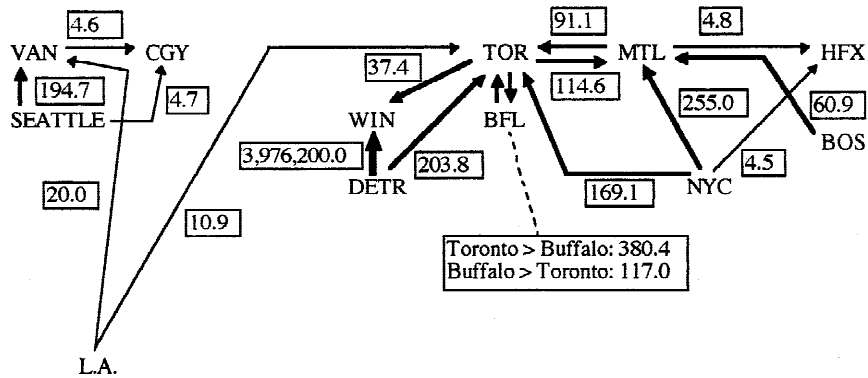 4.6
91.1
4.8
VAN
CGY
TOR
MTL
HFX
37.4
114.6
194.7
4.7
255.0
60.9
SEATTLE
WIN
BFL
BOS
3,976,200.0
203.8
4.5
20.0
DETR
169.1
NYC
10.9
Toronto > Buffalo: 380.4
Buffalo > Toronto: 117.0
L.A.